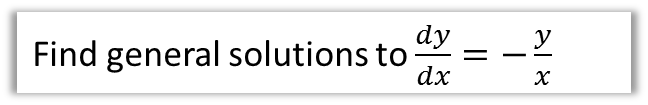 Find general solutions to dy/dx = −y/x